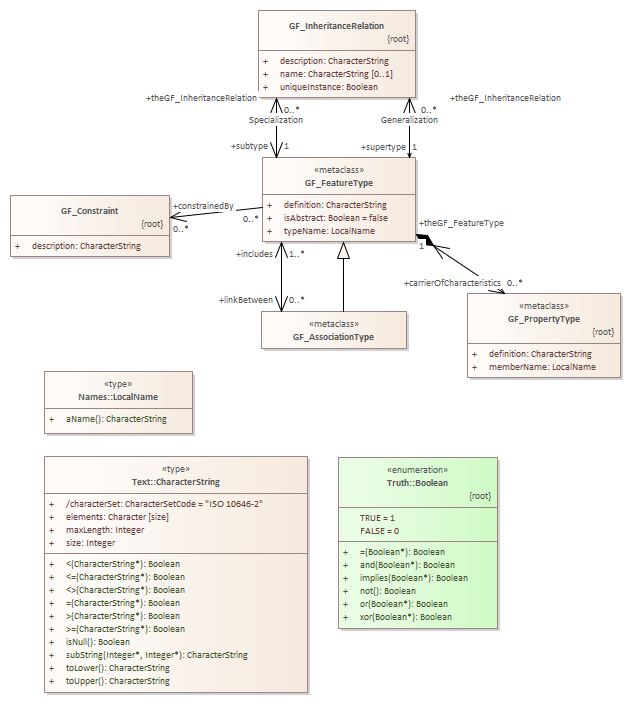 GF_InheritanceRelation
{root}
+ description: CharacterString
+ name: CharacterString [0..1]
+ uniqueInstance: Boolean
+theGF_InheritanceRelation
0..*
0..*
+theGF_InheritanceRelation
Specialization
Generalization
+subtype
1
+supertype
1
«metaclass»
GF_FeatureType
+ definition: CharacterString
+ isAbstract: Boolean = false
+ typeName: LocalName
GF_Constraint
{root}
+ description: CharacterString
+constrainedBy
0..*
0..*
+theGF_FeatureType
1
+includes
1..*
+linkBetween
0..*
+carrierOfCharacteristics
0..*
«metaclass»
GF_AssociationType
«metaclass»
GF_PropertyType
{root}
+ definition: CharacterString
+ memberName: LocalName
«type»
Names::LocalName
+ aName(): CharacterString
«type»
Text::CharacterString
+ /characterSet: CharacterSetCode = "ISO 10646-2"
+ elements: Character [size]
+ maxLength: Integer
+ size: Integer
+ <(CharacterString*): Boolean
+ <=(CharacterString*): Boolean
+ <>(CharacterString*): Boolean
+ =(CharacterString*): Boolean
+ >(CharacterString*): Boolean
+ >=(CharacterString*): Boolean
+ isNull(): Boolean
+ subString(Integer*, Integer*): CharacterString
+ toLower(): CharacterString
+ toUpper(): CharacterString
«enumeration»
Truth::Boolean
{root}
TRUE = 1
FALSE = 0
+ =(Boolean*): Boolean
+ and(Boolean*): Boolean
+ implies(Boolean*): Boolean
+ not(): Boolean
+ or(Boolean*): Boolean
+ xor(Boolean*): Boolean